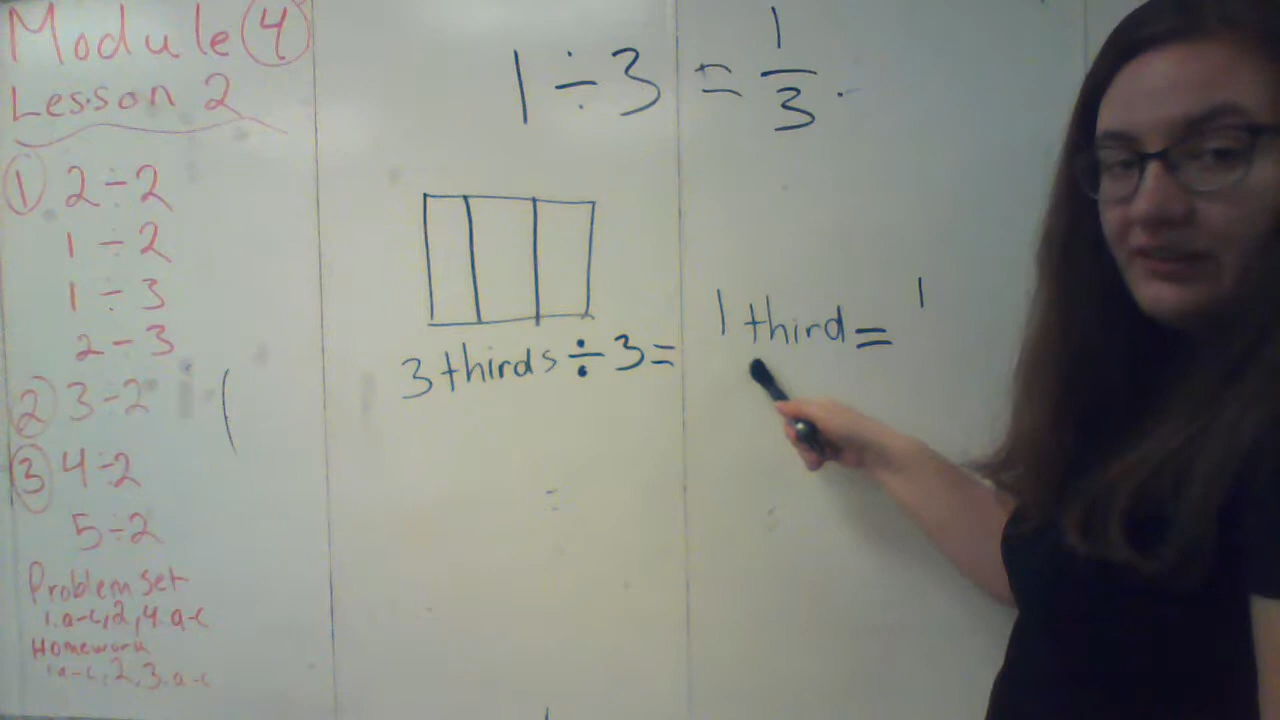 Module 4
Lesson 2
① 2÷2
1÷2
1÷3
2÷3
② 3÷2
③ 4÷2
5÷2
Problem Set
1.a-c,2,4.a-c
Homework
1a-c,2,3.a-c
1÷3 = 1/3.
3 thirds ÷ 3 = 1 third = 1